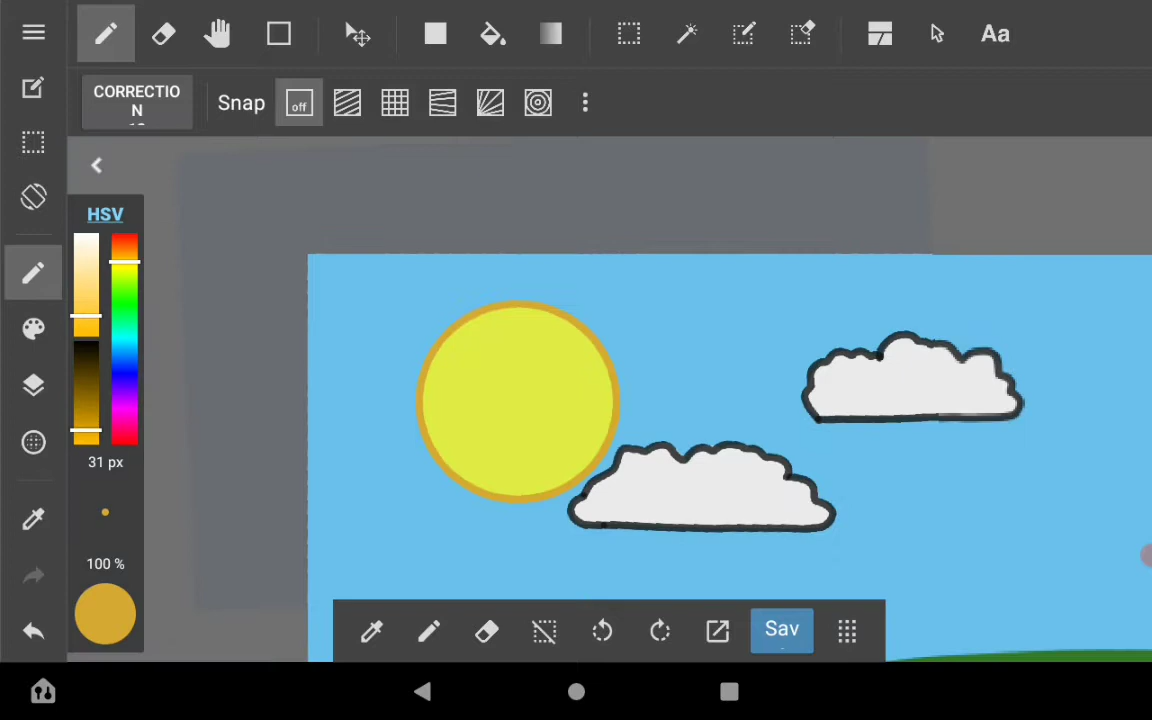 Aa
CORRECTIO
N
Snap
off
HSV
31 px
100 %
Sav